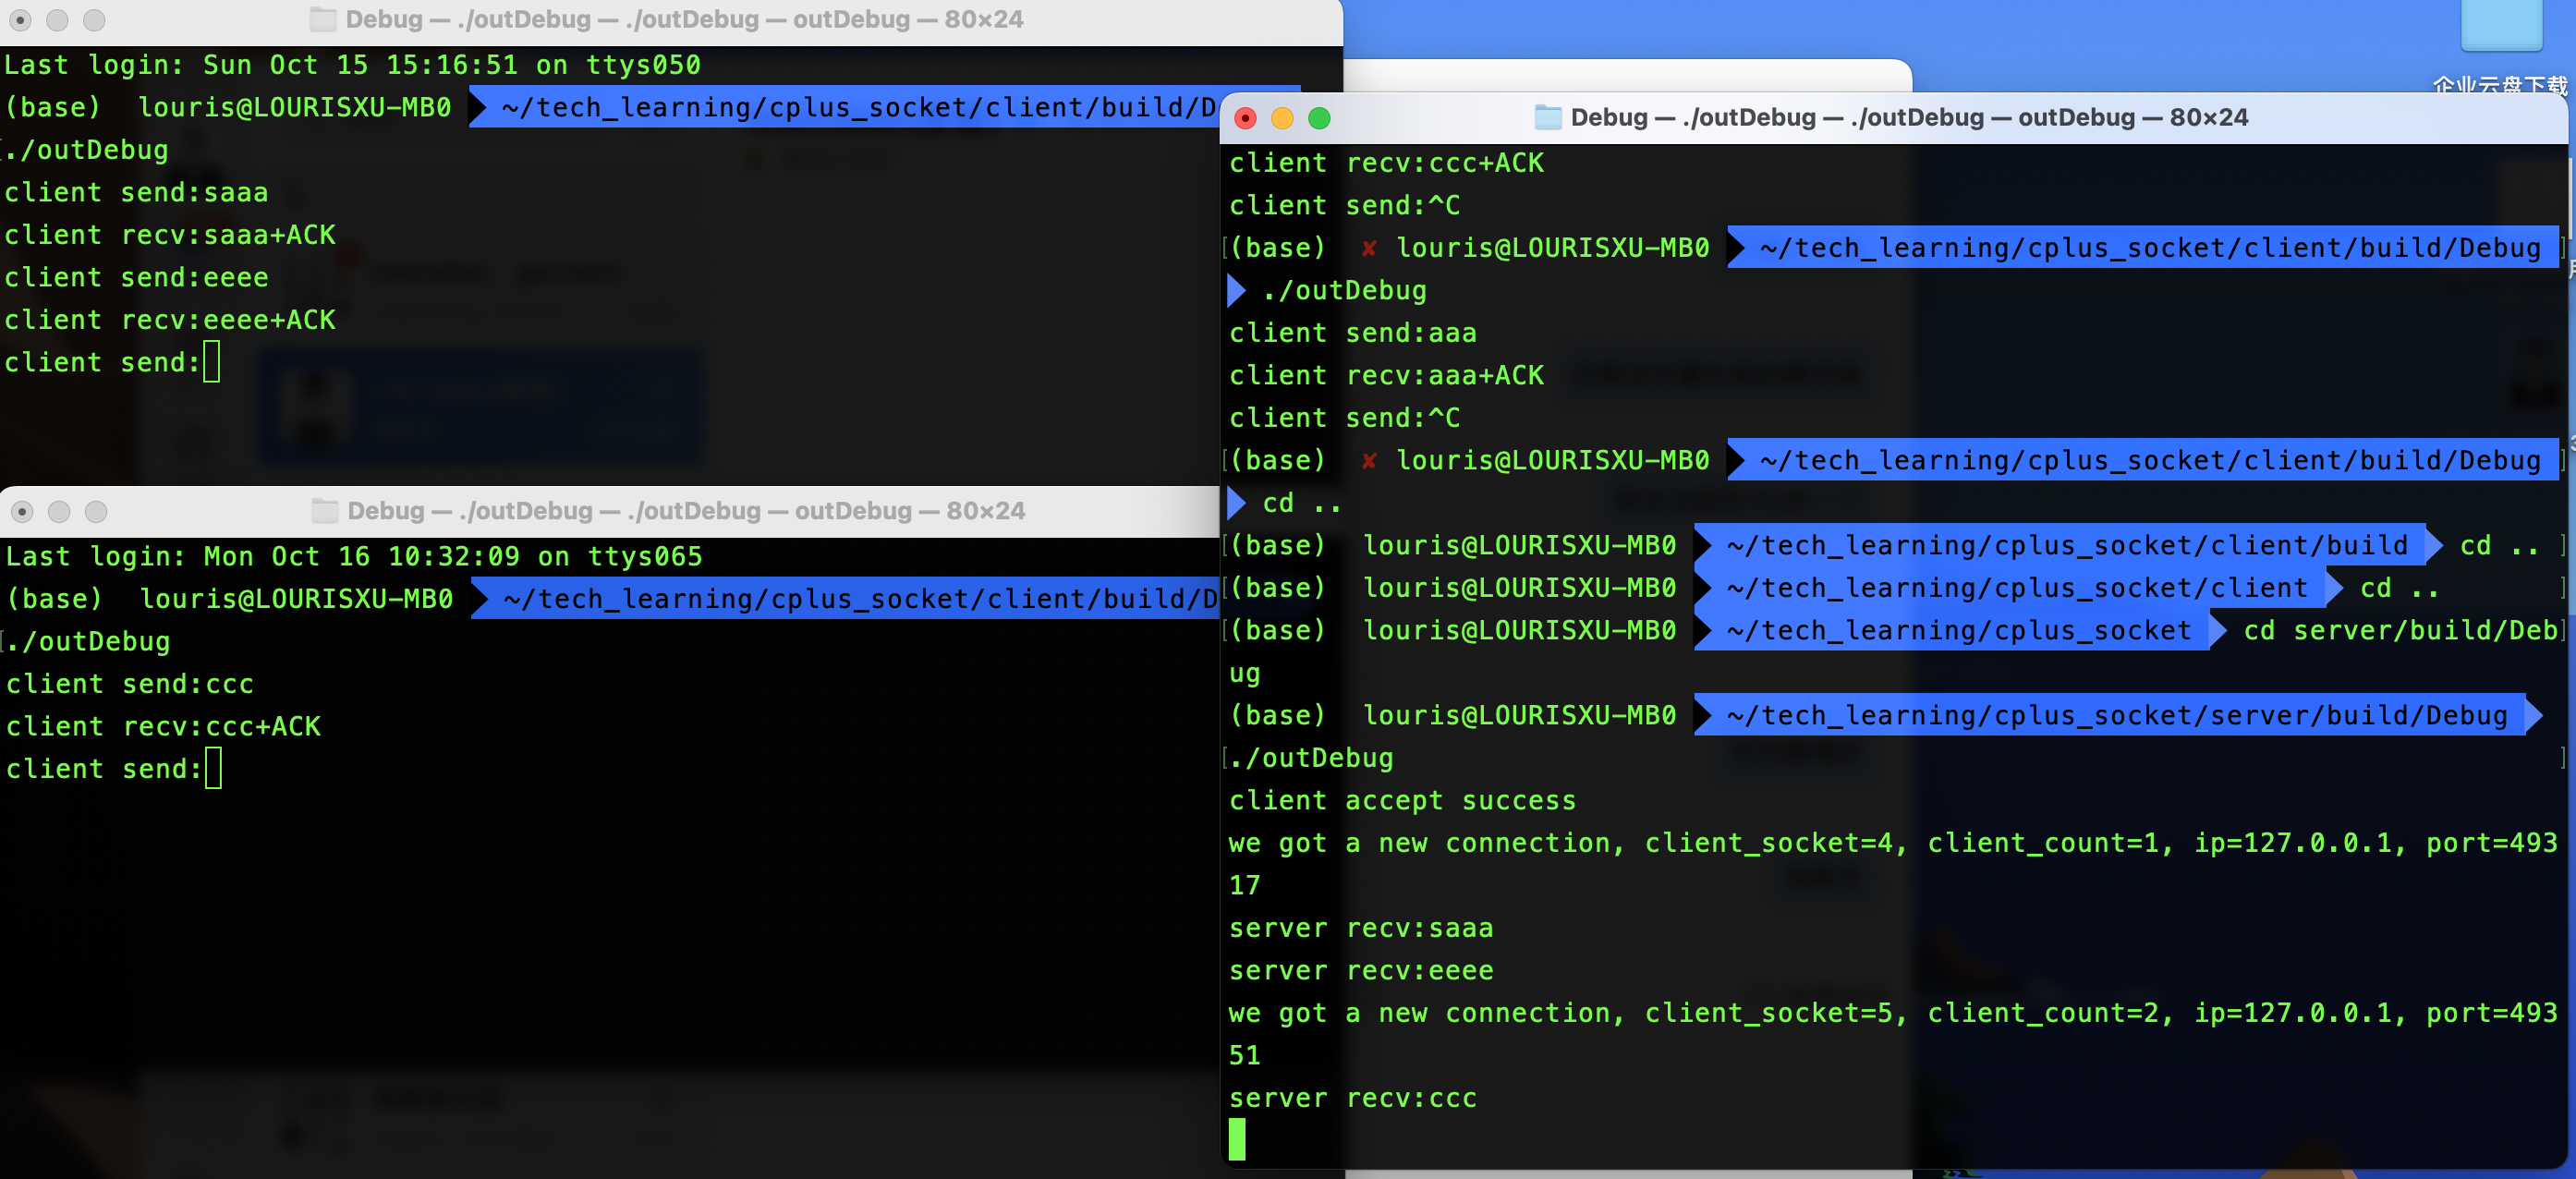 Debug — ./outDebug — ./outDebug — outDebug — 80×24
Last login: Sun Oct 15 15:16:51 on ttys050
(base) louris@LOURISXU-MB0 ~/tech_learning/cplus_socket/client/build/D
./outDebug
client send:saaa
client recv:saaa+ACK
client send:eeee
client recv:eeee+ACK
client send:
Debug — ./outDebug — ./outDebug — outDebug — 80×24
Last login: Mon Oct 16 10:32:09 on ttys065
(base) louris@LOURISXU-MB0 ~/tech_learning/cplus_socket/client/build/D
./outDebug
client send:ccc
client recv:ccc+ACK
client send:
企业云盘下载
Debug — ./outDebug — ./outDebug — outDebug — 80×24
client recv:ccc+ACK
client send:^C
(base) ✘ louris@LOURISXU-MB0 ~/tech_learning/cplus_socket/client/build/Debug
./outDebug
client send:aaa
client recv:aaa+ACK
client send:^C
(base) ✘ louris@LOURISXU-MB0 ~/tech_learning/cplus_socket/client/build/Debug
cd ..
(base) louris@LOURISXU-MB0 ~/tech_learning/cplus_socket/client/build cd ..
(base) louris@LOURISXU-MB0 ~/tech_learning/cplus_socket/client cd ..
(base) louris@LOURISXU-MB0 ~/tech_learning/cplus_socket cd server/build/Deb
ug
(base) louris@LOURISXU-MB0 ~/tech_learning/cplus_socket/server/build/Debug
./outDebug
client accept success
we got a new connection, client_socket=4, client_count=1, ip=127.0.0.1, port=493
17
server recv:saaa
server recv:eeee
we got a new connection, client_socket=5, client_count=2, ip=127.0.0.1, port=493
51
server recv:ccc